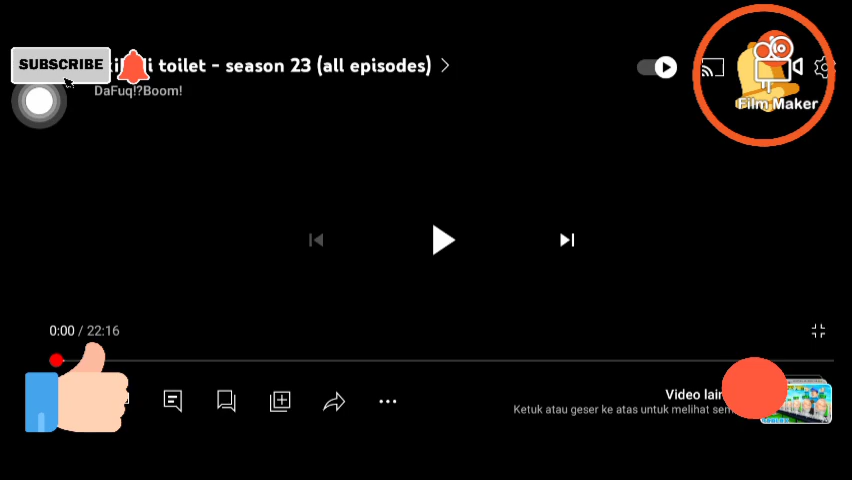 SUBSCRIBE
toilet - season 23 (all episodes)
DaFuq!?Boom!
Film Maker
0:00 / 22:16
Video lain
Ketuk atau geser ke atas untuk melihat